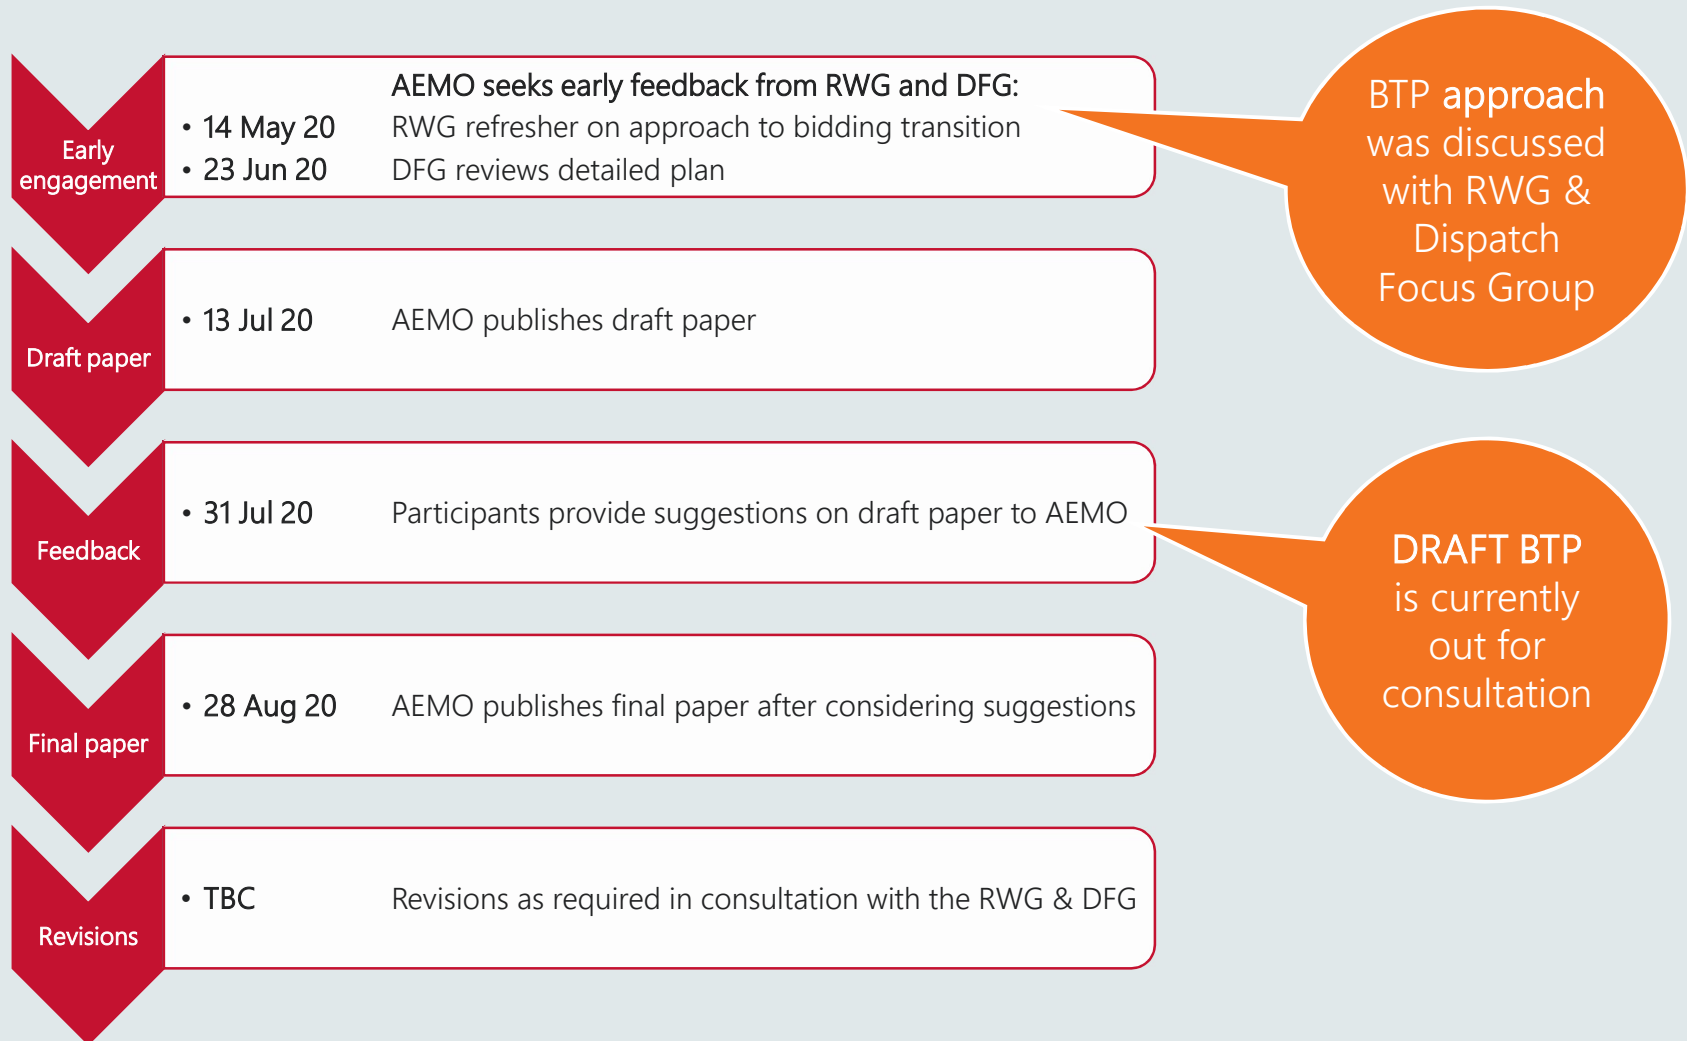 Early
engagement
AEMO seeks early feedback from RWG and DFG:
• 14 May 20 RWG refresher on approach to bidding transition
• 23 Jun 20 DFG reviews detailed plan
BTP approach
was discussed
with RWG &
Dispatch
Focus Group
Draft paper
• 13 Jul 20 AEMO publishes draft paper
Feedback
• 31 Jul 20 Participants provide suggestions on draft paper to AEMO
DRAFT BTP
is currently
out for
consultation
Final paper
• 28 Aug 20 AEMO publishes final paper after considering suggestions
Revisions
• TBC Revisions as required in consultation with the RWG & DFG